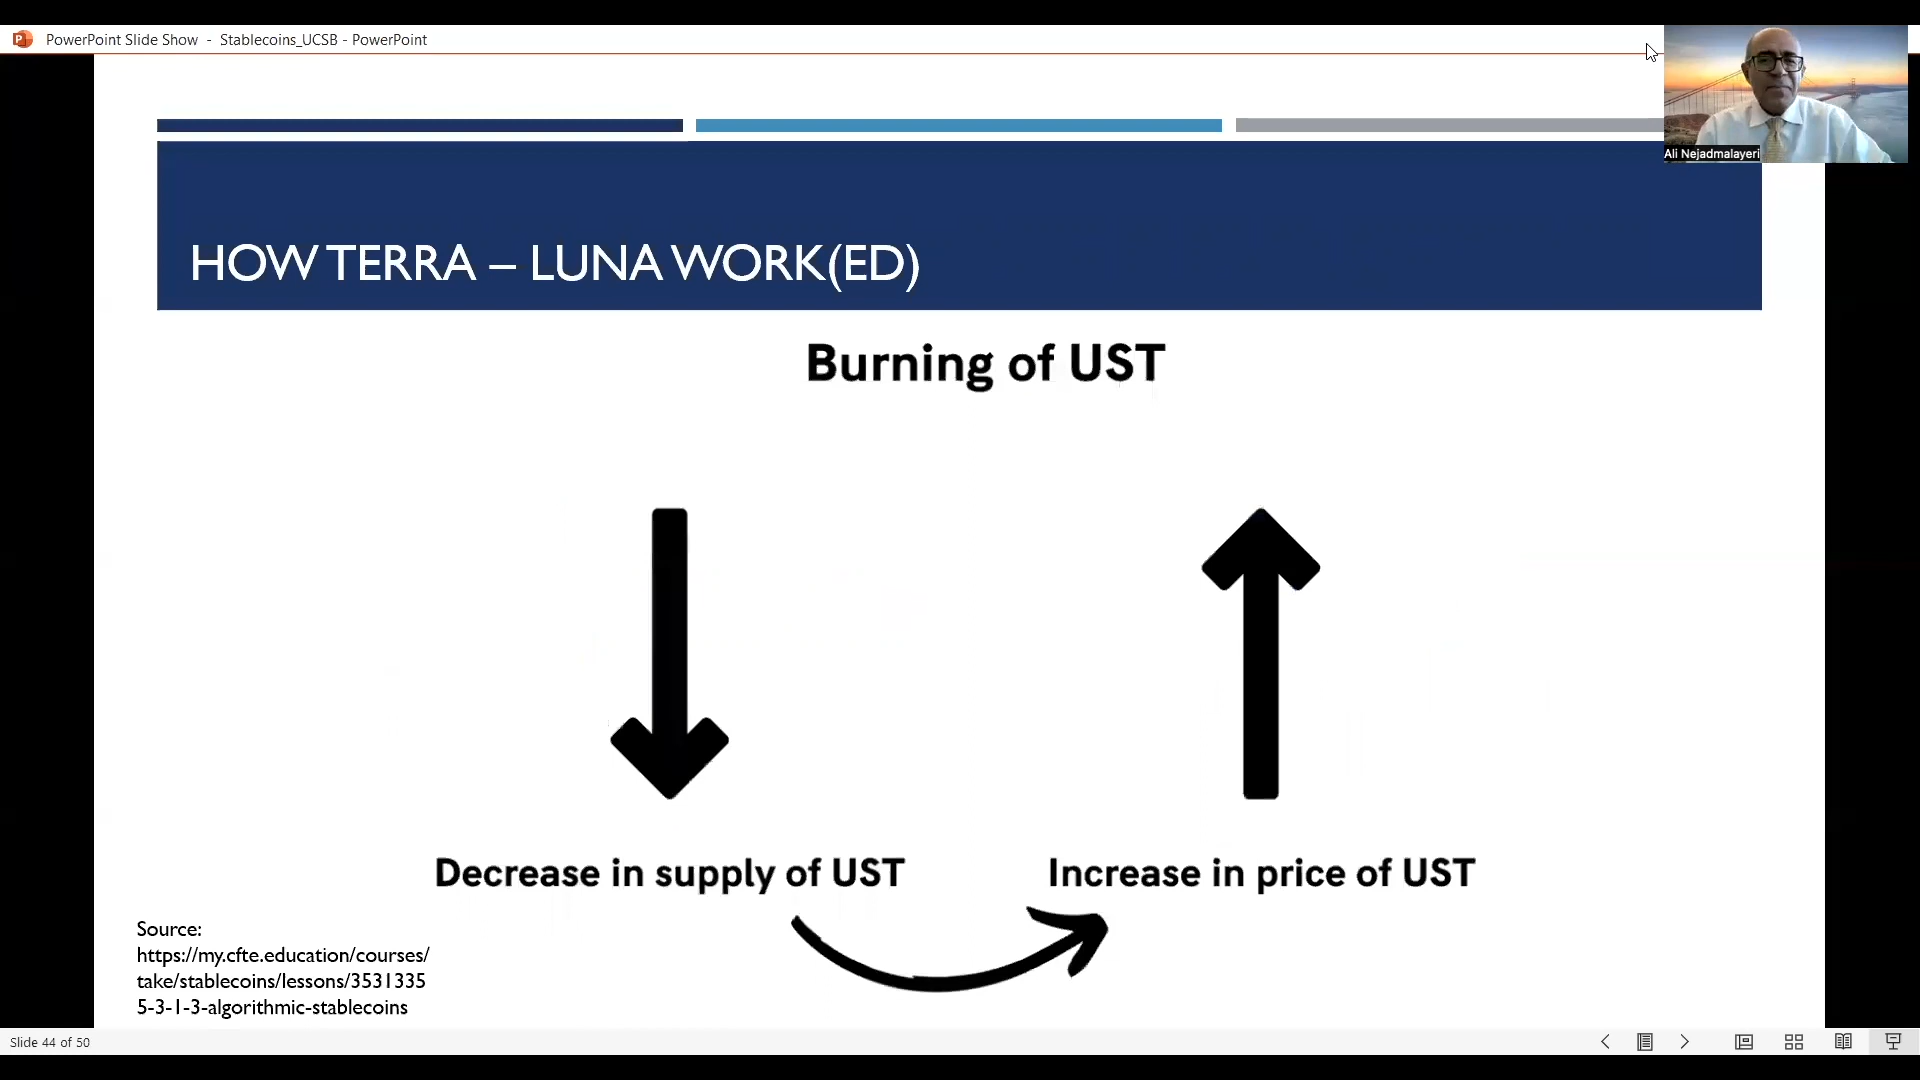 PowerPoint Slide Show - Stablecoins_UCSB - PowerPoint
Ali Nejadmalayeri
HOW TERRA – LUNA WORK(ED)
Burning of UST
Decrease in supply of UST
Increase in price of UST
Source:
https://my.cfte.education/courses/
take/stablecoins/lessons/3531335
5-3-1-3-algorithmic-stablecoins
Slide 44 of 50